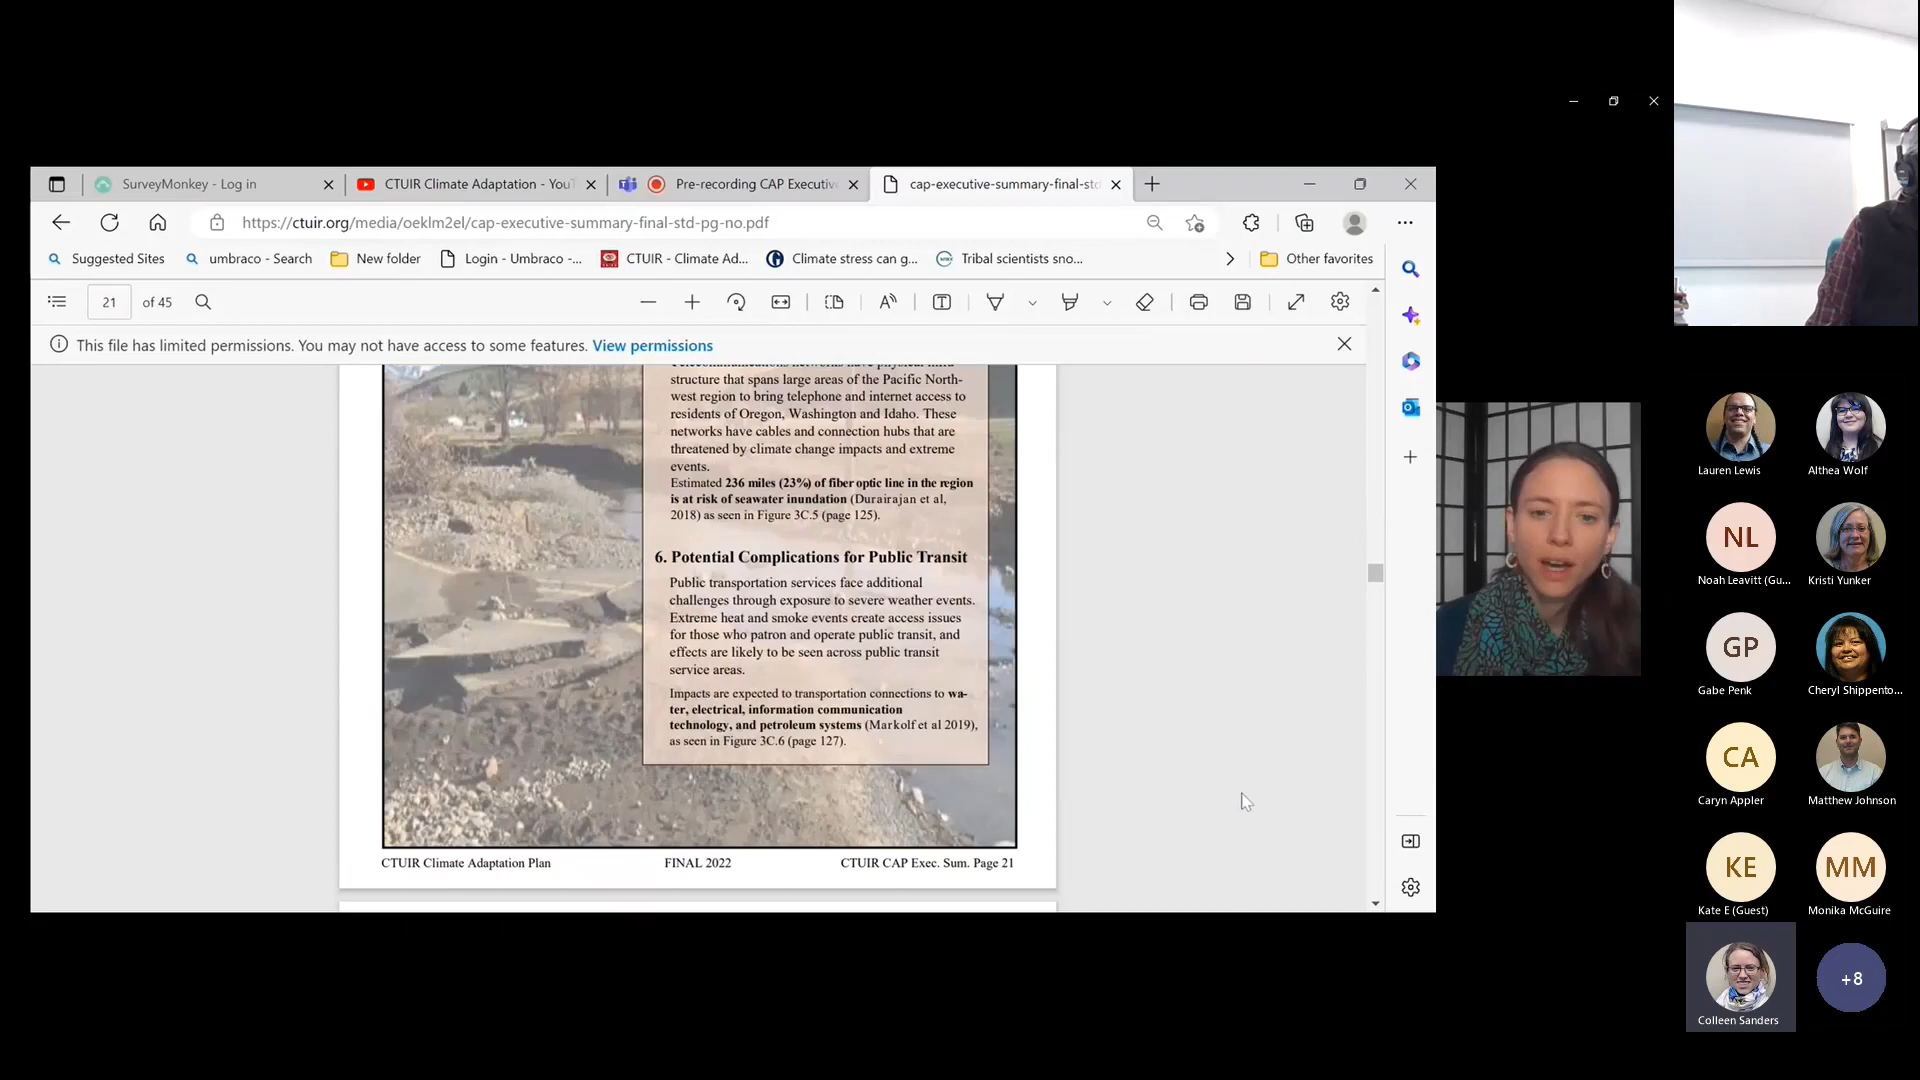 SurveyMonkey - Log in
CTUIR Climate Adaptation - YouT
Pre-recording CAP Executiv
cap-executive-summary-final-std
https://ctuir.org/media/oeklm2el/cap-executive-summary-final-std-pg-no.pdf
Suggested Sites
umbraco - Search
New folder
Login - Umbraco -...
CTUIR - Climate Ad...
Climate stress can g...
Tribal scientists sno...
Other favorites
21 of 45
This file has limited permissions. You may not have access to some features. View permissions
Telecommunications networks have physical infra-
structure that spans large areas of the Pacific North-
west region to bring telephone and internet access to
residents of Oregon, Washington and Idaho. These
networks have cables and connection hubs that are
threatened by climate change impacts and extreme
events.
Estimated 236 miles (23%) of fiber optic line in the region
is at risk of seawater inundation (Durairajan et al,
2018) as seen in Figure 3C.5 (page 125).
6. Potential Complications for Public Transit
Public transportation services face additional
challenges through exposure to severe weather events.
Extreme heat and smoke events create access issues
for those who patron and operate public transit, and
effects are likely to be seen across public transit
service areas.
Impacts are expected to transportation connections to wa-
ter, electrical, information communication
technology, and petroleum systems (Markolf et al 2019),
as seen in Figure 3C.6 (page 127).
CTUIR Climate Adaptation Plan
FINAL 2022
CTUIR CAP Exec. Sum. Page 21
Lauren Lewis
Althea Wolf
NL
Noah Leavitt (Gu...
Kristi Yunker
GP
Gabe Penk
Cheryl Shippento...
CA
Caryn Appler
Matthew Johnson
KE
Kate E (Guest)
MM
Monika McGuire
Colleen Sanders
+8